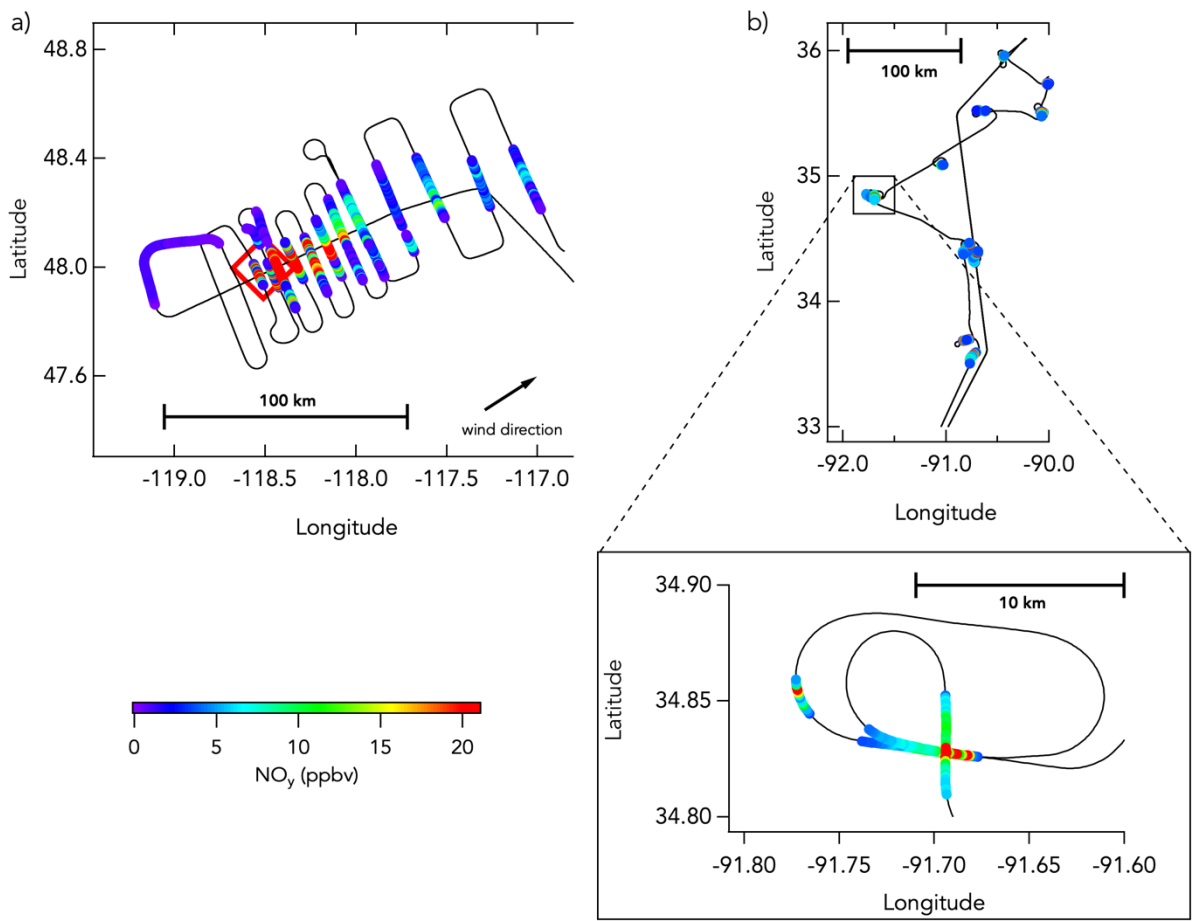 a)
48.8
48.4
48.0
47.6
Latitude
100 km
wind direction
-119.0
-118.5
-118.0
-117.5
-117.0
Longitude
b)
36
35
34
33
Latitude
100 km
-92.0
-91.0
-90.0
Longitude
0
5
10
15
20
NOy (ppbv)
34.90
34.85
34.80
Latitude
10 km
-91.80
-91.75
-91.70
-91.65
-91.60
Longitude